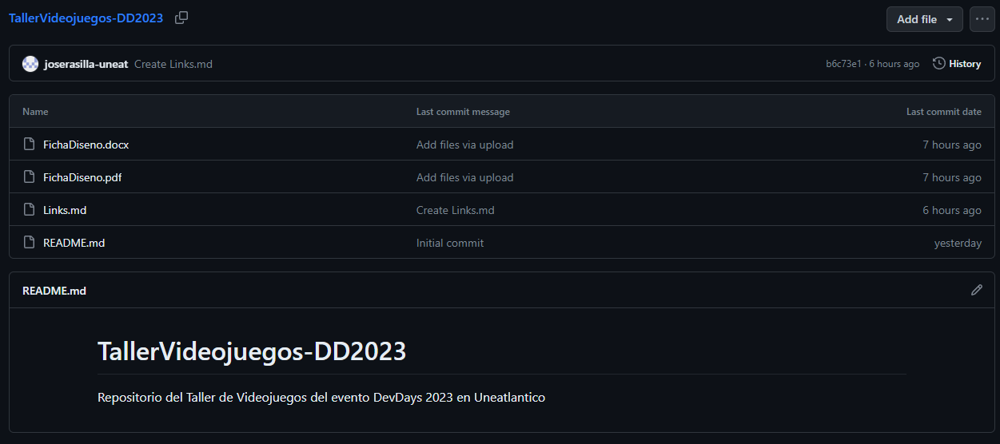 TallerVideojuegos-DD2023
Add file
joserasilla-uneat Create Links.md b6c73e1 · 6 hours ago History
Name Last commit message Last commit date
FichaDiseno.docx Add files via upload 7 hours ago
FichaDiseno.pdf Add files via upload 7 hours ago
Links.md Create Links.md 6 hours ago
README.md Initial commit yesterday
README.md
TallerVideojuegos-DD2023
Repositorio del Taller de Videojuegos del evento DevDays 2023 en Uneatlantico